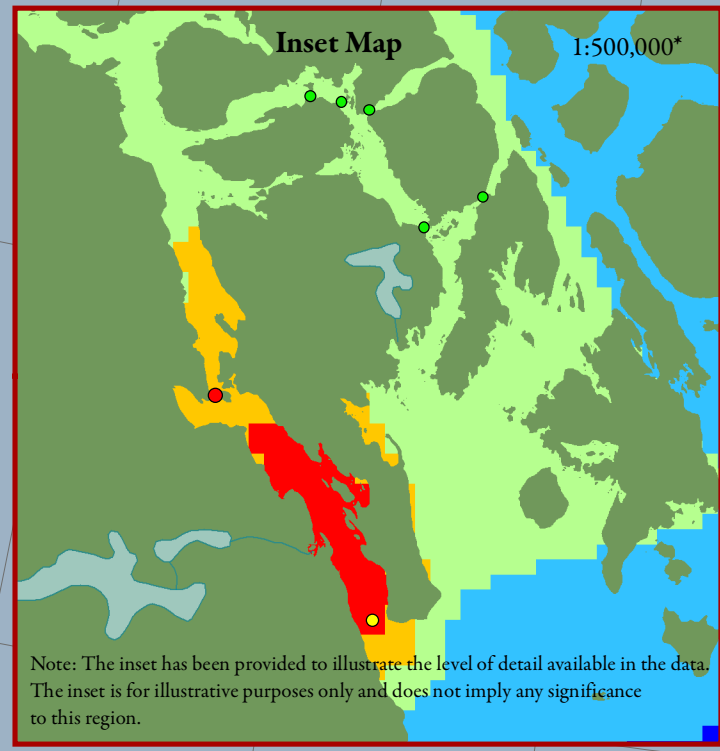 Inset Map
1:500,000*
Note: The inset has been provided to illustrate the level of detail available in the data.
The inset is for illustrative purposes only and does not imply any significance
to this region.